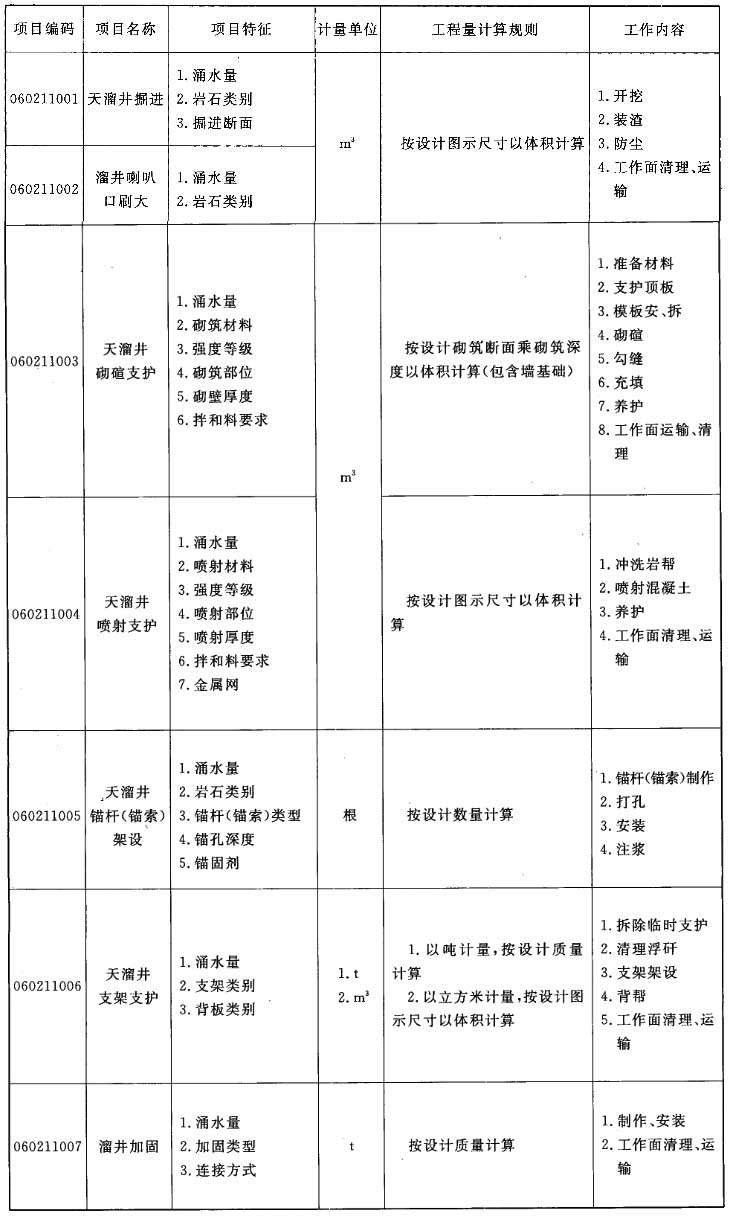 项目编码 项目名称 项目特征 计量单位 工程量计算规则 工作内容
060211001
天溜井掘进
1.涌水量
2.岩石类别
3.掘进断面
m³
按设计图示尺寸以体积计算
1.开挖
2.装渣
3.防尘
4.工作面清理、运
输
060211002
溜井喇叭
口刷大
1.涌水量
2.岩石类别
060211003
天溜井
砌碹支护
1.涌水量
2.砌筑材料
3.强度等级
4.砌筑部位
5.砌壁厚度
6.拌和料要求
m³
按设计砌筑断面乘砌筑深
度以体积计算(包含墙基础)
1.准备材料
2.支护顶板
3.模板安、拆
4.砌碹
5.勾缝
6.充填
7.养护
8.工作面运输、清
理
060211004
天溜井
喷射支护
1.涌水量
2.喷射材料
3.强度等级
4.喷射部位
5.喷射厚度
6.拌和料要求
7.金属网
按设计图示尺寸以体积计
算
1.冲洗岩帮
2.喷射混凝土
3.养护
4.工作面清理、运
输
060211005
天溜井
锚杆(锚索)
架设
1.涌水量
2.岩石类别
3.锚杆(锚索)类型
4.锚孔深度
5.锚固剂
根
按设计数量计算
1.锚杆(锚索)制作
2.打孔
3.安装
4.注浆
060211006
天溜井
支架支护
1.涌水量
2.支架类别
3.背板类别
1.t
2.m³
1.以吨计量,按设计质量
计算
2.以立方米计量,按设计图
示尺寸以体积计算
1.拆除临时支护
2.清理浮矸
3.支架架设
4.背帮
5.工作面清理、运
输
060211007
溜井加固
1.涌水量
2.加固类型
3.连接方式
t
按设计质量计算
1.制作、安装
2.工作面清理、运
输